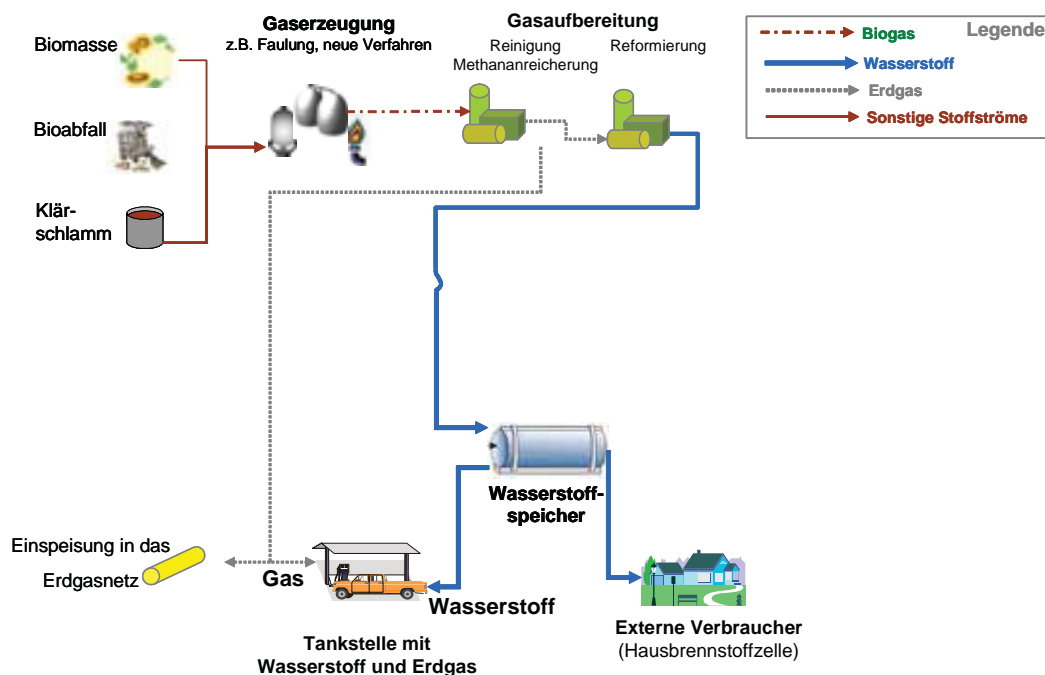 Gaserzeugung
z.B. Faulung, neue Verfahren
Gasaufbereitung
Reinigung
Methananreicherung
Reformierung
Legende
Biogas
Wasserstoff
Erdgas
Sonstige Stoffströme
Biomasse
Bioabfall
Klär-
schlamm
Wasserstoff-
speicher
Einspeisung in das
Erdgasnetz
Gas
Wasserstoff
Tankstelle mit
Wasserstoff und Erdgas
Externe Verbraucher
(Hausbrennstoffzelle)